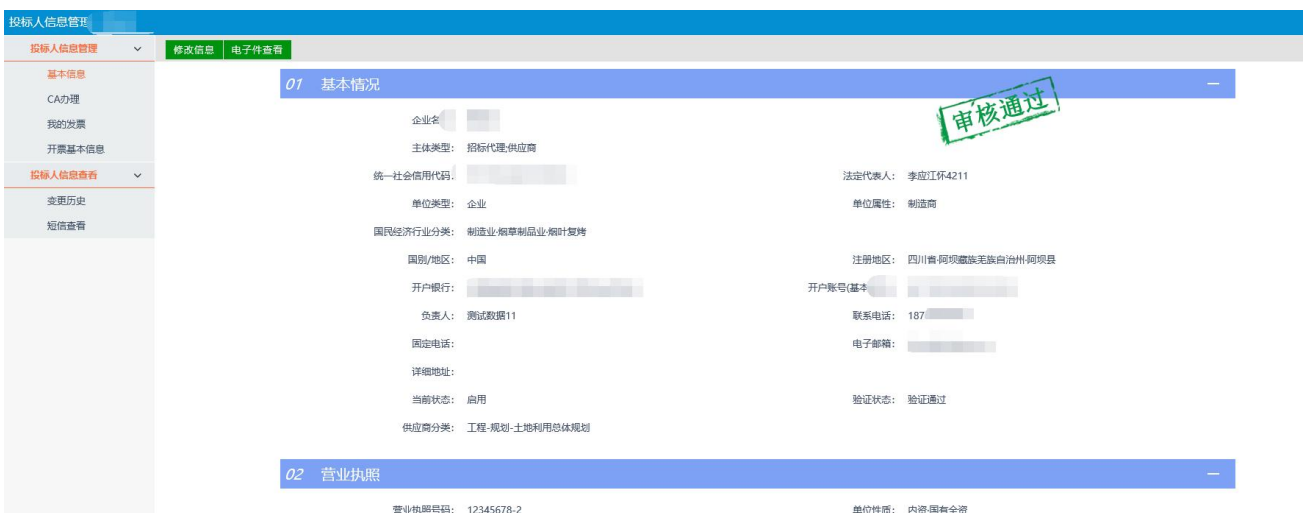 投标人信息管理
投标人信息管理
修改信息 电子件查看
基本信息
CA办理
我的发票
开票基本信息
投标人信息查看
变更历史
短信查看
01 基本情况
审核通过
企业名
主体类型: 招标代理;供应商
统一社会信用代码:
法定代表人: 李应江怀4211
单位类型: 企业
单位属性: 制造商
国民经济行业分类: 制造业·烟草制品业·烟叶复烤
国别/地区: 中国
注册地区: 四川省·阿坝藏族羌族自治州·阿坝县
开户银行:
开户账号(基本
负责人: 测试数据11
联系电话: 187
固定电话:
电子邮箱:
详细地址:
当前状态: 启用
验证状态: 验证通过
供应商分类: 工程-规划-土地利用总体规划
02 营业执照
营业执照号码: 12345678-2
单位性质: 内资·国有全资